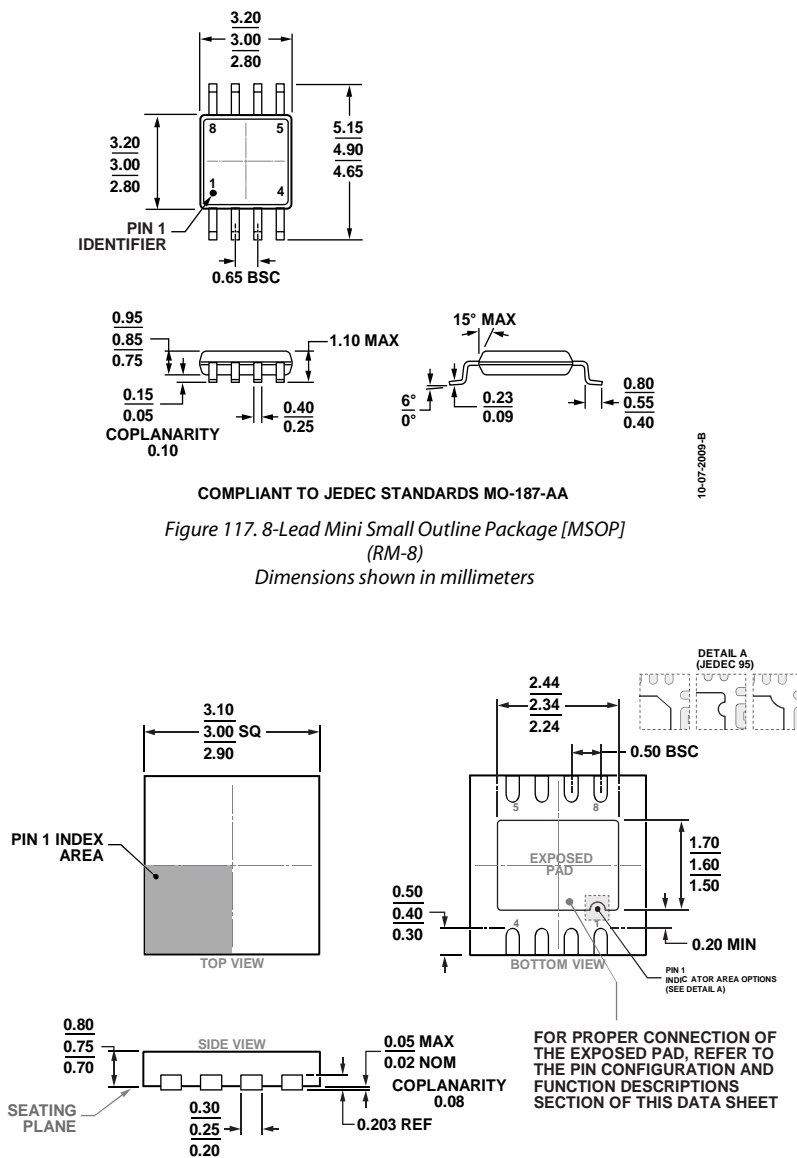 3.20
3.00
2.80
8
5
1
4
3.20
3.00
2.80
5.15
4.90
4.65
PIN 1
IDENTIFIER
0.65 BSC
0.95
0.85
0.75
1.10 MAX
0.15
0.05
COPLANARITY
0.10
0.40
0.25
15° MAX
6°
0°
0.23
0.09
0.80
0.55
0.40
10-07-2009-B
COMPLIANT TO JEDEC STANDARDS MO-187-AA
Figure 117. 8-Lead Mini Small Outline Package [MSOP]
(RM-8)
Dimensions shown in millimeters
3.10
3.00 SQ
2.90
PIN 1 INDEX
AREA
TOP VIEW
DETAIL A
(JEDEC 95)
2.44
2.34
2.24
0.50 BSC
5
8
EXPOSED
PAD
1.70
1.60
1.50
0.50
0.40
0.30
4
1
0.20 MIN
BOTTOM VIEW
PIN 1
INDIC ATOR AREA OPTIONS
(SEE DETAIL A)
0.80
0.75
0.70
SIDE VIEW
0.05 MAX
0.02 NOM
COPLANARITY
0.08
SEATING
PLANE
0.30
0.25
0.20
0.203 REF
FOR PROPER CONNECTION OF
THE EXPOSED PAD, REFER TO
THE PIN CONFIGURATION AND
FUNCTION DESCRIPTIONS
SECTION OF THIS DATA SHEET